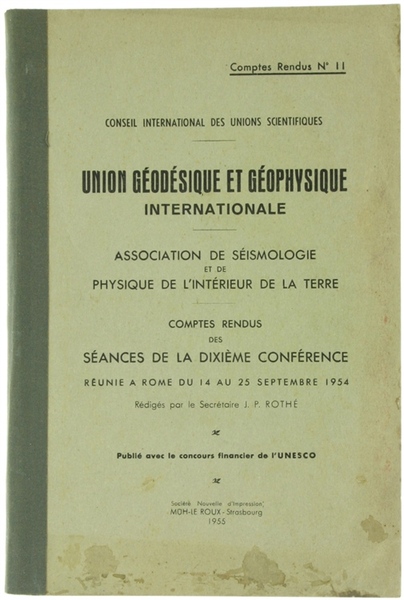 Comptes Rendus N° 11
CONSEIL INTERNATIONAL DES UNIONS SCIENTIFIQUES
UNION GÉODÉSIQUE ET GÉOPHYSIQUE
INTERNATIONALE
ASSOCIATION DE SÉISMOLOGIE
ET DE
PHYSIQUE DE L'INTÉRIEUR DE LA TERRE
COMPTES RENDUS
DES
SÉANCES DE LA DIXIÈME CONFÉRENCE
RÉUNIE A ROME DU 14 AU 25 SEPTEMBRE 1954
Rédigés par le Secrétaire J. P. ROTHÉ
Publié avec le concours financier de l'UNESCO
Société Nouvelle d'Impression,
MUH-LE ROUX - Strasbourg
1955